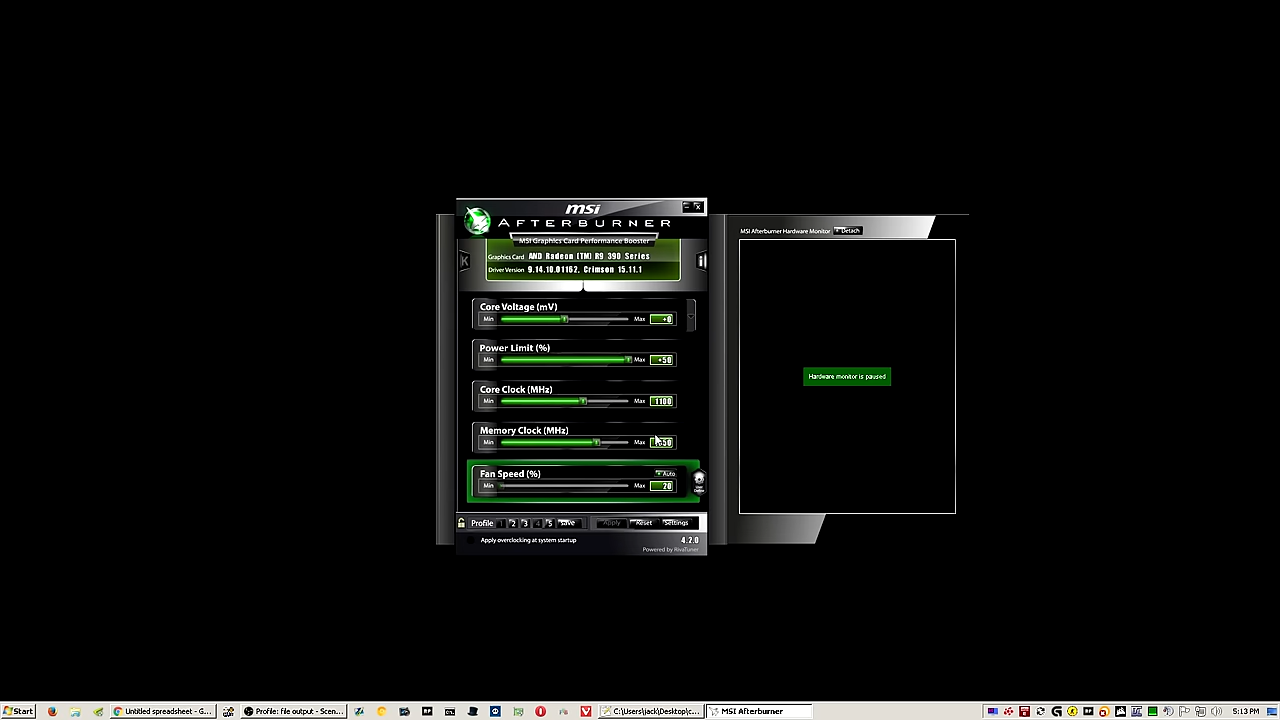 msi
AFTERBURNER
MSI Graphics Card Performance Booster
Graphics Card AMD Radeon (TM) R9 390 Series
Driver Version 9.14.10.01162, Crimson 15.11.1
K i
Core Voltage (mV)
Min Max +0
Power Limit (%)
Min Max +50
Core Clock (MHz)
Min Max 1100
Memory Clock (MHz)
Min Max
Fan Speed (%) Auto
Min Max 20
Profile 1 2 3 4 5 save Apply Reset Settings
Apply overclocking at system startup 4.2.0
Powered by RivaTuner
MSI Afterburner Hardware Monitor Detach
Hardware monitor is paused
Start Untitled spreadsheet - G... Profile: file output - Scen... C:\Users\jack\Desktop\c... MSI Afterburner 5:13 PM